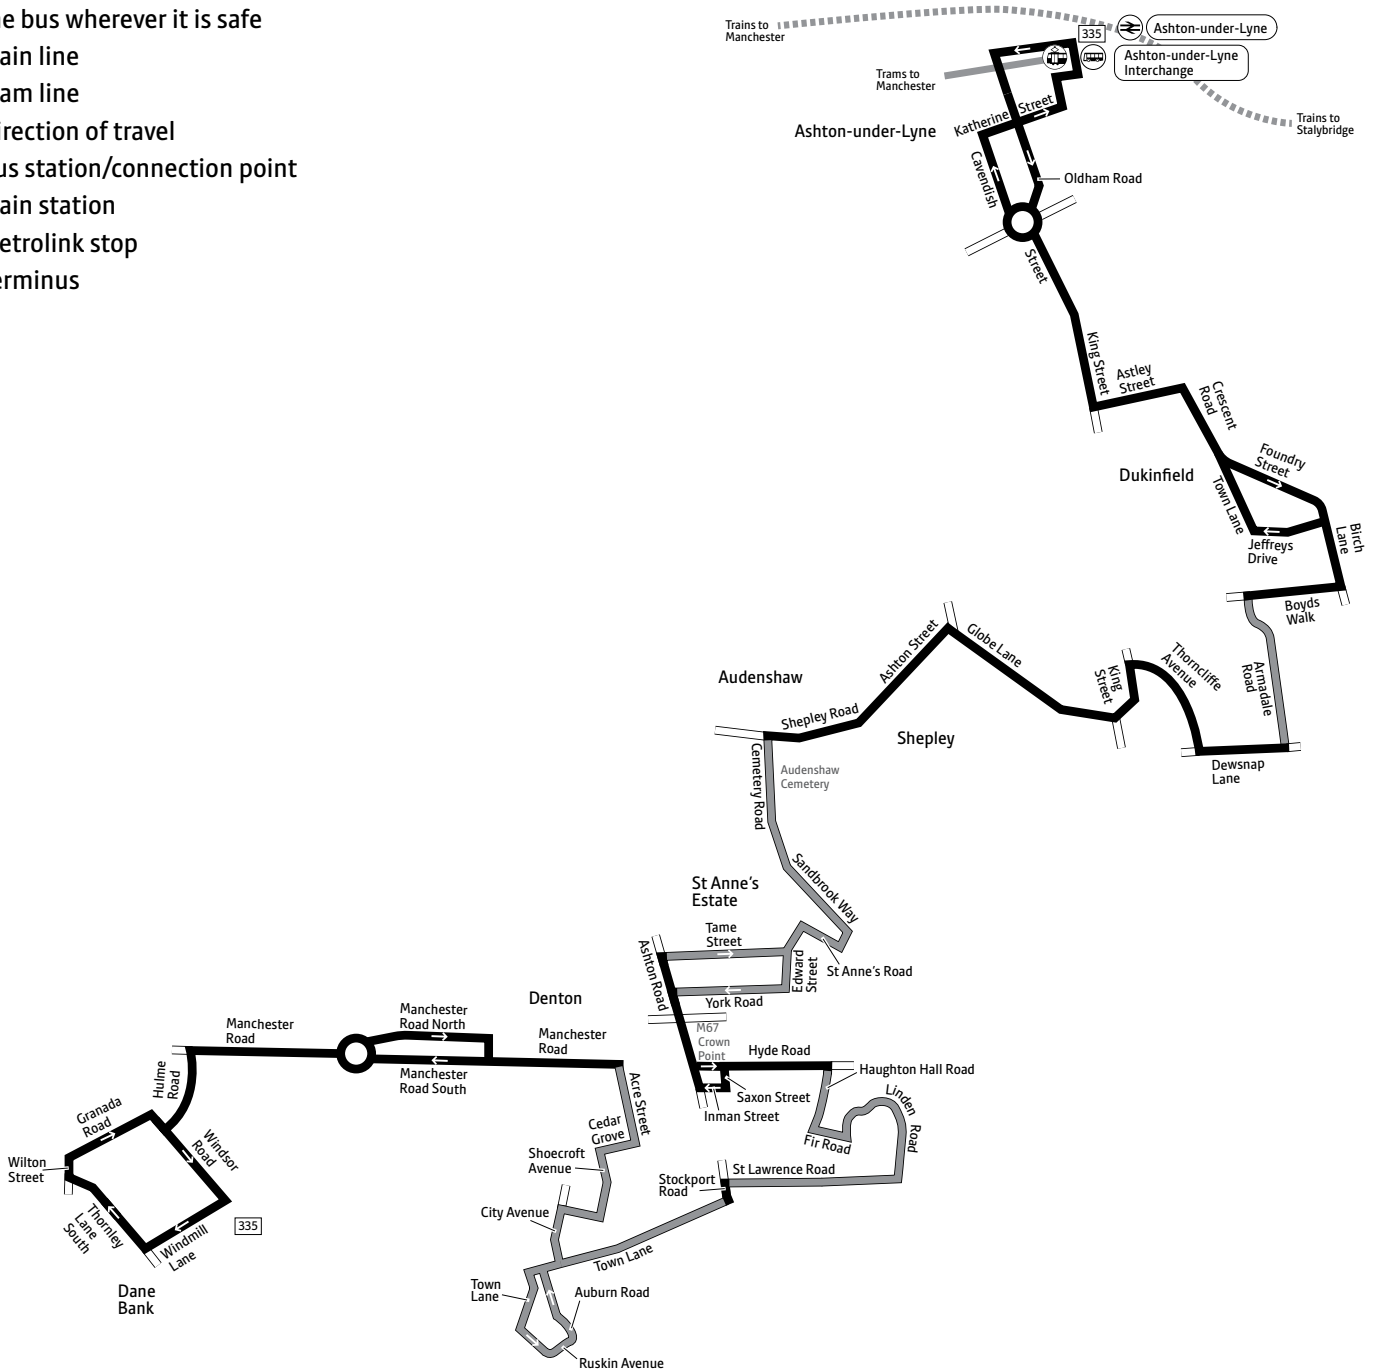 ne bus wherever it is safe
ain line
am line
irection of travel
us station/connection point
ain station
etrolink stop
erminus
Trains to
Manchester
335
Ashton-under-Lyne
Ashton-under-Lyne
Interchange
Trams to
Manchester
Trains to
Stalybridge
Ashton-under-Lyne
Katherine Street
Cavendish
Oldham Road
Street
King Street
Astley
Street
Crescent
Road
Foundry
Street
Dukinfield
Town Lane
Jeffreys
Drive
Birch
Lane
Boyds
Walk
Armadale
Road
Thorncliffe
Avenue
King
Street
Dewsnap
Lane
Globe Lane
Ashton Street
Audenshaw
Shepley Road
Shepley
Cemetery Road
Audenshaw
Cemetery
Sandbrook Way
St Anne's
Estate
Tame
Street
Edward
Street
St Anne's Road
Ashton Road
York Road
Denton
M67
Crown
Point
Hyde Road
Haughton Hall Road
Saxon Street
Inman Street
Fir Road
Linden
Road
St Lawrence Road
Stockport
Road
Manchester
Road
Manchester
Road North
Manchester
Road
Manchester
Road South
Acre Street
Cedar
Grove
Shoecroft
Avenue
City Avenue
Town Lane
Town
Lane
Auburn Road
Ruskin Avenue
Hulme
Road
Granada
Road
Windsor
Road
Wilton
Street
Thornley
Lane
South
Windmill
Lane
335
Dane
Bank